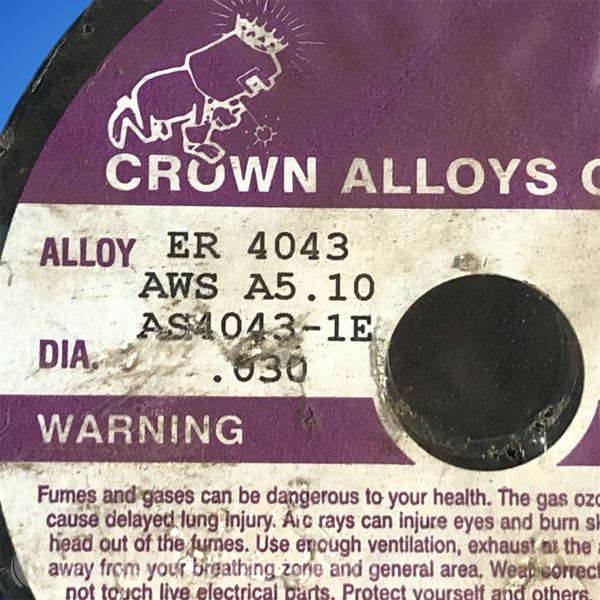 CROWN ALLOYS C
ALLOY ER 4043
AWS A5.10
AS4043-1E
DIA. .030
WARNING
Fumes and gases can be dangerous to your health. The gas ozo
cause delayed lung injury. Arc rays can injure eyes and burn sk
head out of the fumes. Use enough ventilation, exhaust at the a
away from your breathing zone and general area. Wear correct
not touch live electrical parts. Protect yourself and others.